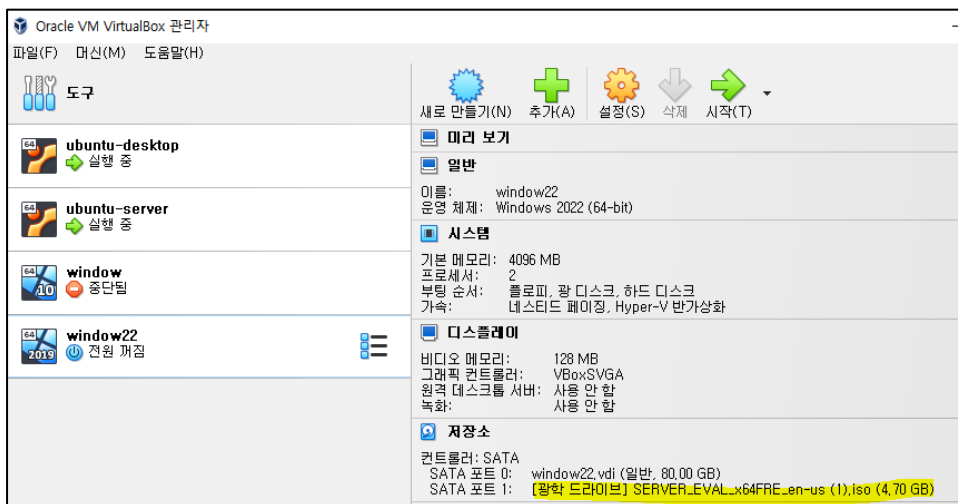 Oracle VM VirtualBox 관리자
파일(F) 머신(M) 도움말(H)
도구
새로 만들기(N) 추가(A) 설정(S) 삭제 시작(T)
64
ubuntu-desktop
실행 중
64
ubuntu-server
실행 중
64
10
window
중단됨
64
2019
window22
전원 꺼짐
미리 보기
일반
이름: window22
운영 체제: Windows 2022 (64-bit)
시스템
기본 메모리: 4096 MB
프로세서: 2
부팅 순서: 플로피, 광 디스크, 하드 디스크
가속: 네스티드 페이징, Hyper-V 반가상화
디스플레이
비디오 메모리: 128 MB
그래픽 컨트롤러: VBoxSVGA
원격 데스크톱 서버: 사용 안 함
녹화: 사용 안 함
저장소
컨트롤러: SATA
SATA 포트 0: window22.vdi (일반, 80.00 GB)
SATA 포트 1: [광학 드라이브] SERVER_EVAL_x64FRE_en-us (1).iso (4.70 GB)